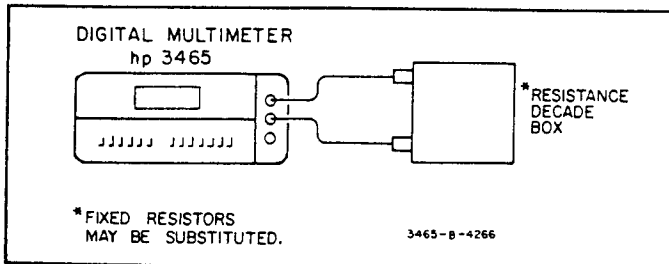 DIGITAL MULTIMETER
hp 3465
*RESISTANCE
DECADE
BOX
*FIXED RESISTORS
MAY BE SUBSTITUTED.
3465-B-4266